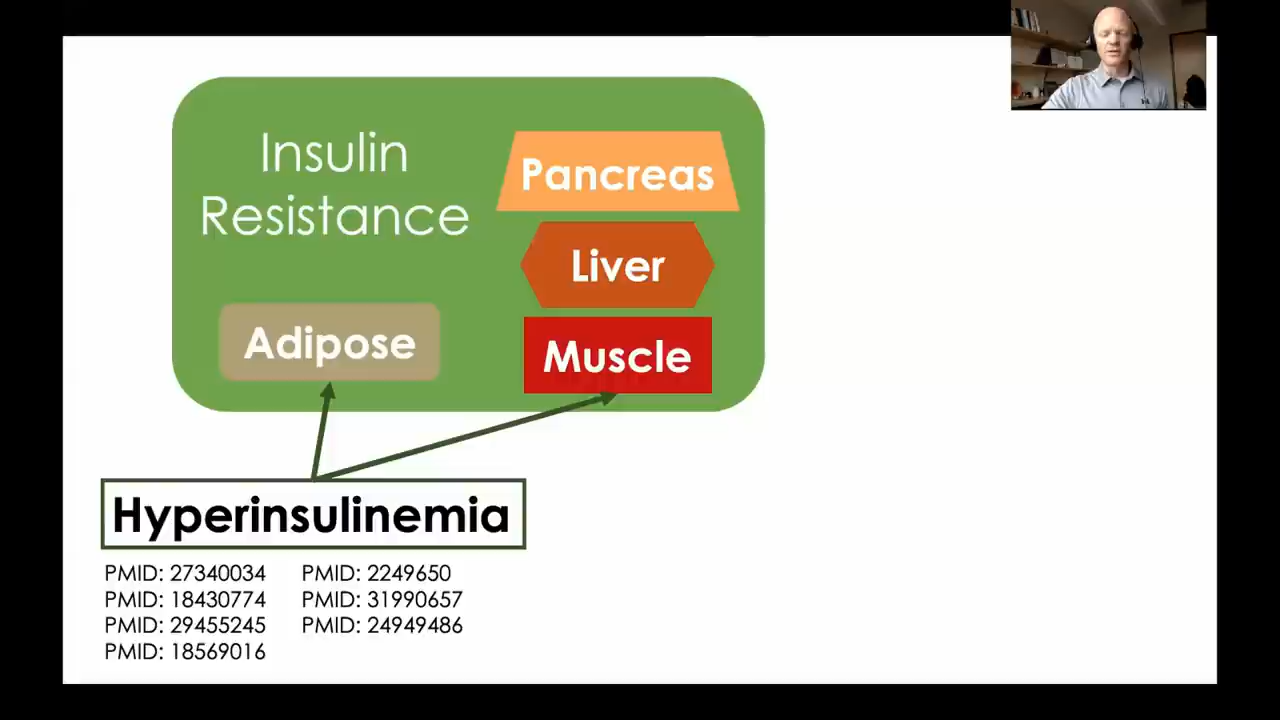 Insulin
Resistance
Pancreas
Liver
Muscle
Adipose
Hyperinsulinemia
PMID: 27340034 PMID: 2249650
PMID: 18430774 PMID: 31990657
PMID: 29455245 PMID: 24949486
PMID: 18569016